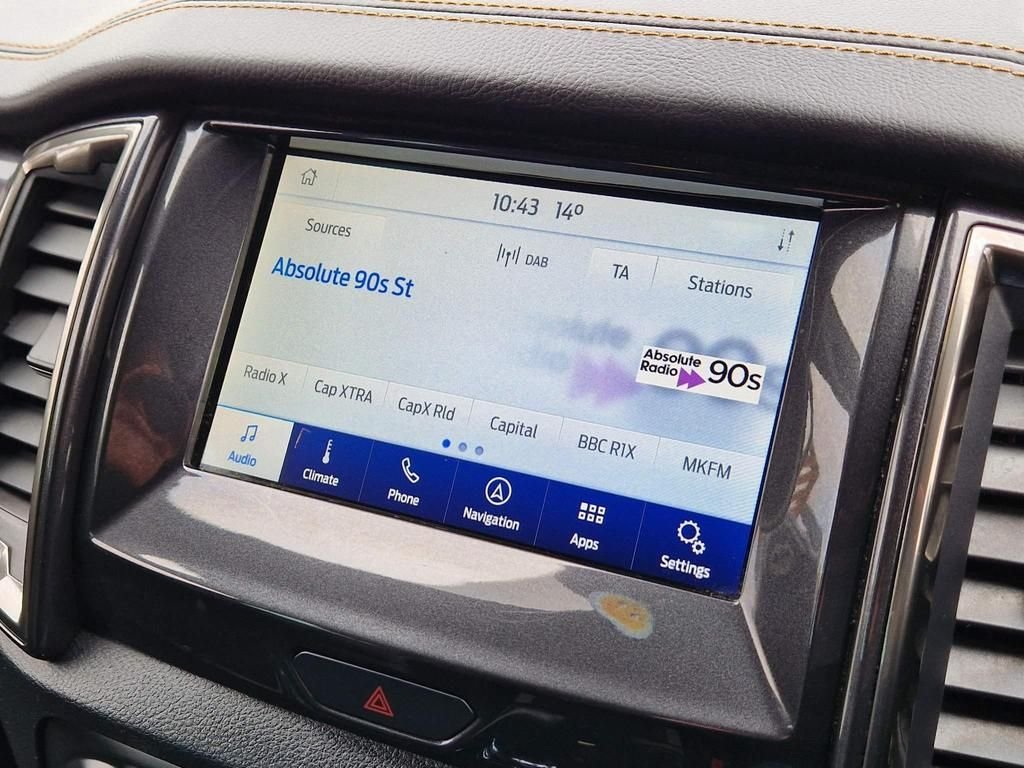 10:43 14º
Sources
DAB
TA
Stations
Absolute 90s St
Absolute
Radio
90s
Radio X
Cap XTRA
CapX Rld
Capital
BBC R1X
MKFM
Audio
Climate
Phone
Navigation
Apps
Settings